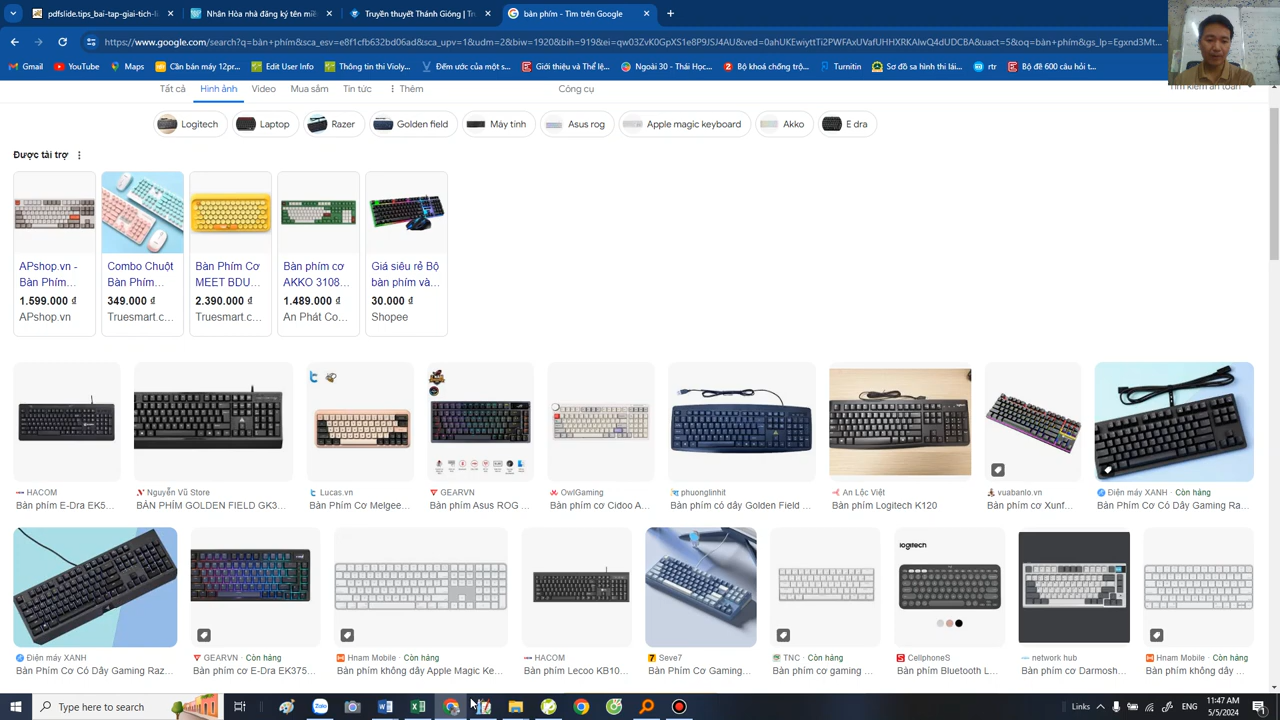 pdfside.tips_bai-tap-giai-tich-l
Nhân Hòa nhà đăng ký tên miề
Truyền thuyết Thánh Gióng | Tn
bàn phím - Tìm trên Google
https://www.google.com/search?q=bàn+phím&sca_esv=e8f1cfb632bd06ad&sca_upv=1&udm=2&biw=1920&bih=919&ei=qw03ZvK0GpXS1e8P9JSJ4AU&ved=0ahUKEwiyttTi2PWFAxUVafUHHXRKAlwQ4dUDCBA&uact=5&oq=bàn+phím&gs_lp=Egxnd3Mt...
Gmail
YouTube
Maps
Căn bản máy 12pr...
Edit User Info
Thông tin từ Violy...
Đếm ược của một s...
Giới thiệu và Thể lệ...
Ngoài 30 - Thái Học...
Bộ khoá chống trộ...
Turnitin
Sơ đồ sa hình thi lái...
rtr
Bộ đề 600 câu hỏi t...
Tất cả
Hình ảnh
Video
Mua sắm
Tin tức
Thêm
Công cụ
Tìm kiếm an toàn
Logitech
Laptop
Razer
Golden field
Máy tính
Asus rog
Apple magic keyboard
Akko
E dra
Được tài trợ
APshop.vn -
Bàn Phím...
1.599.000 ₫
APshop.vn
Combo Chuột
Bàn Phím...
349.000 ₫
Truesmart.c...
Bàn Phím Cơ
MEET BDU...
2.390.000 ₫
Truesmart.c...
Bàn phím cơ
AKKO 3108...
1.489.000 ₫
An Phát Co...
Giá siêu rẻ Bộ
bàn phím và...
30.000 ₫
Shopee
HACOM
Bàn phím E-Dra EK5...
Nguyễn Vũ Store
BÀN PHÍM GOLDEN FIELD GK3...
Lucas.vn
Bàn Phím Cơ Melgee...
GEARVN
Bàn phím Asus ROG ...
OwlGaming
Bàn phím cơ Cidoo A...
phuonglinhit
Bàn phím có dây Golden Field ...
An Lộc Việt
Bàn phím Logitech K120
vuabanlo.vn
Bàn phím cơ Xunf...
Điện máy XANH · Còn hàng
Bàn Phím Cơ Có Dây Gaming Ra...
logitech
Điện máy XANH
Bàn Phím Cơ Có Dây Gaming Raz...
GEARVN · Còn hàng
Bàn phím cơ E-Dra EK375...
Hnam Mobile · Còn hàng
Bàn phím không dây Apple Magic Ke...
HACOM
Bàn phím Lecoo KB10...
Seve7
Bàn Phím Cơ Gaming...
TNC · Còn hàng
Bàn phím cơ gaming ...
CellphoneS
Bàn phím Bluetooth L...
network hub
Bàn phím cơ Darmosh...
Hnam Mobile · Còn hàng
Bàn phím không dây ...
Type here to search
Zalo
Links
ENG
11:47 AM
5/5/2024